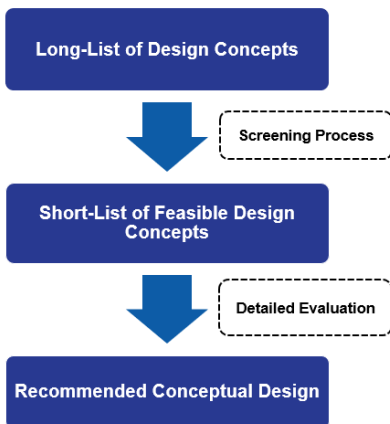 Long-List of Design Concepts
Screening Process
Short-List of Feasible Design
Concepts
Detailed Evaluation
Recommended Conceptual Design